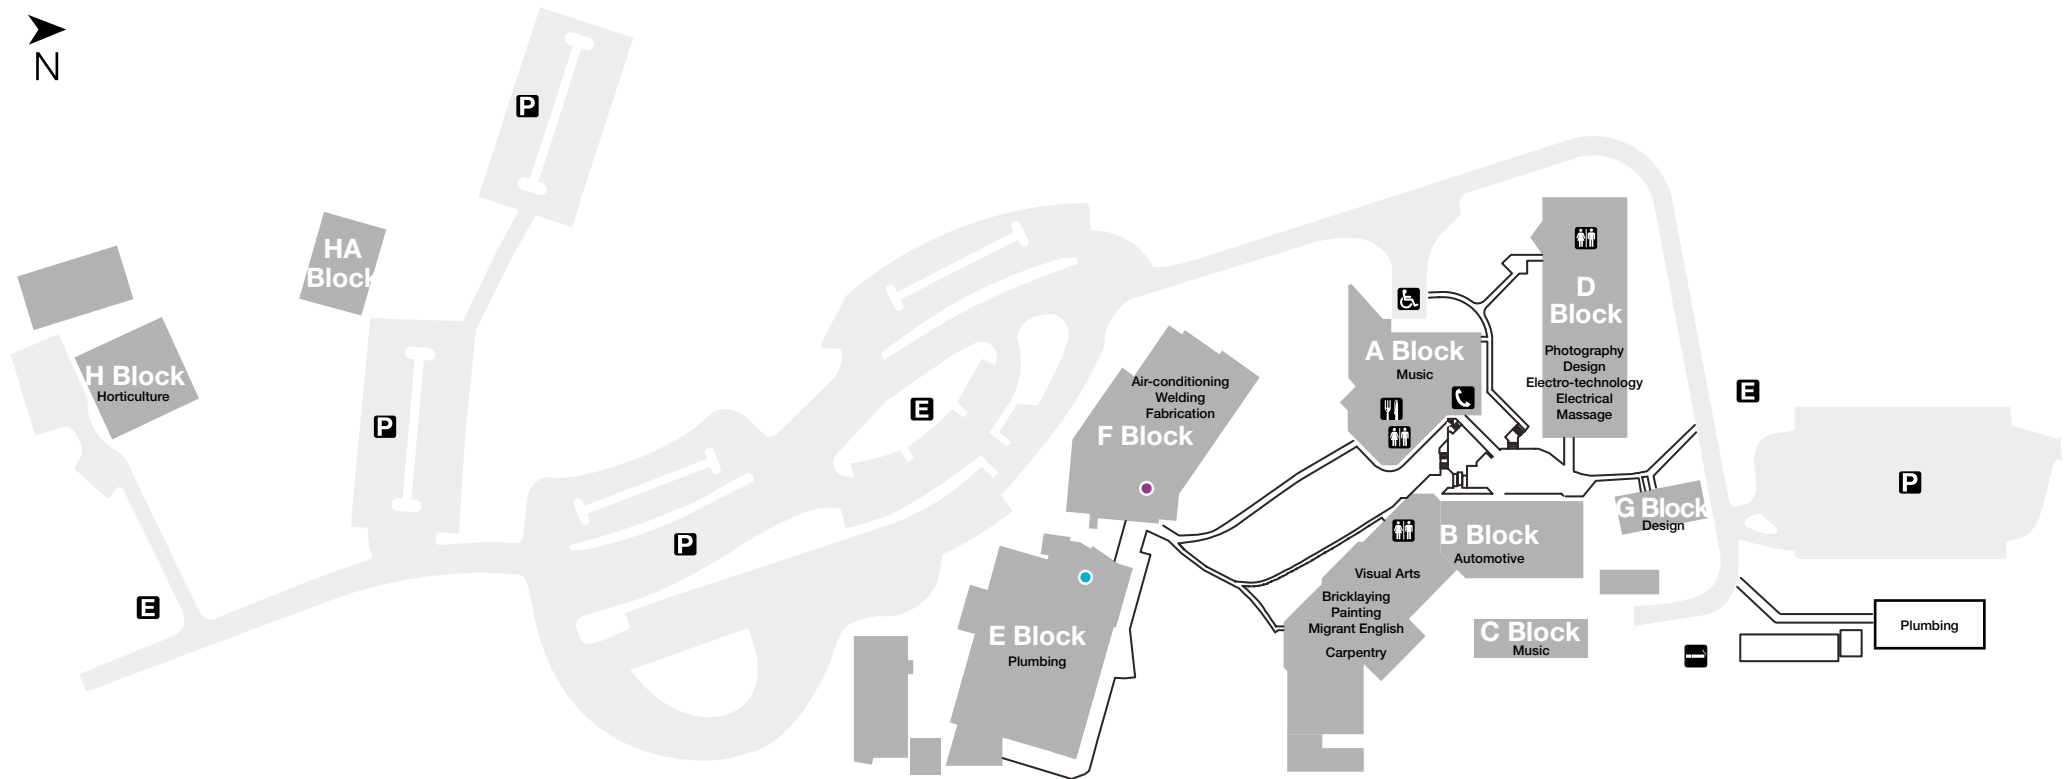 N
P
HA
Block
H Block
Horticulture
P
E
P
E
Air-conditioning
Welding
Fabrication
F Block
E Block
Plumbing
A Block
Music
D
Block
Photography
Design
Electro-technology
Electrical
Massage
E
P
G Block
Design
B Block
Automotive
Visual Arts
Bricklaying
Painting
Migrant English
Carpentry
C Block
Music
Plumbing